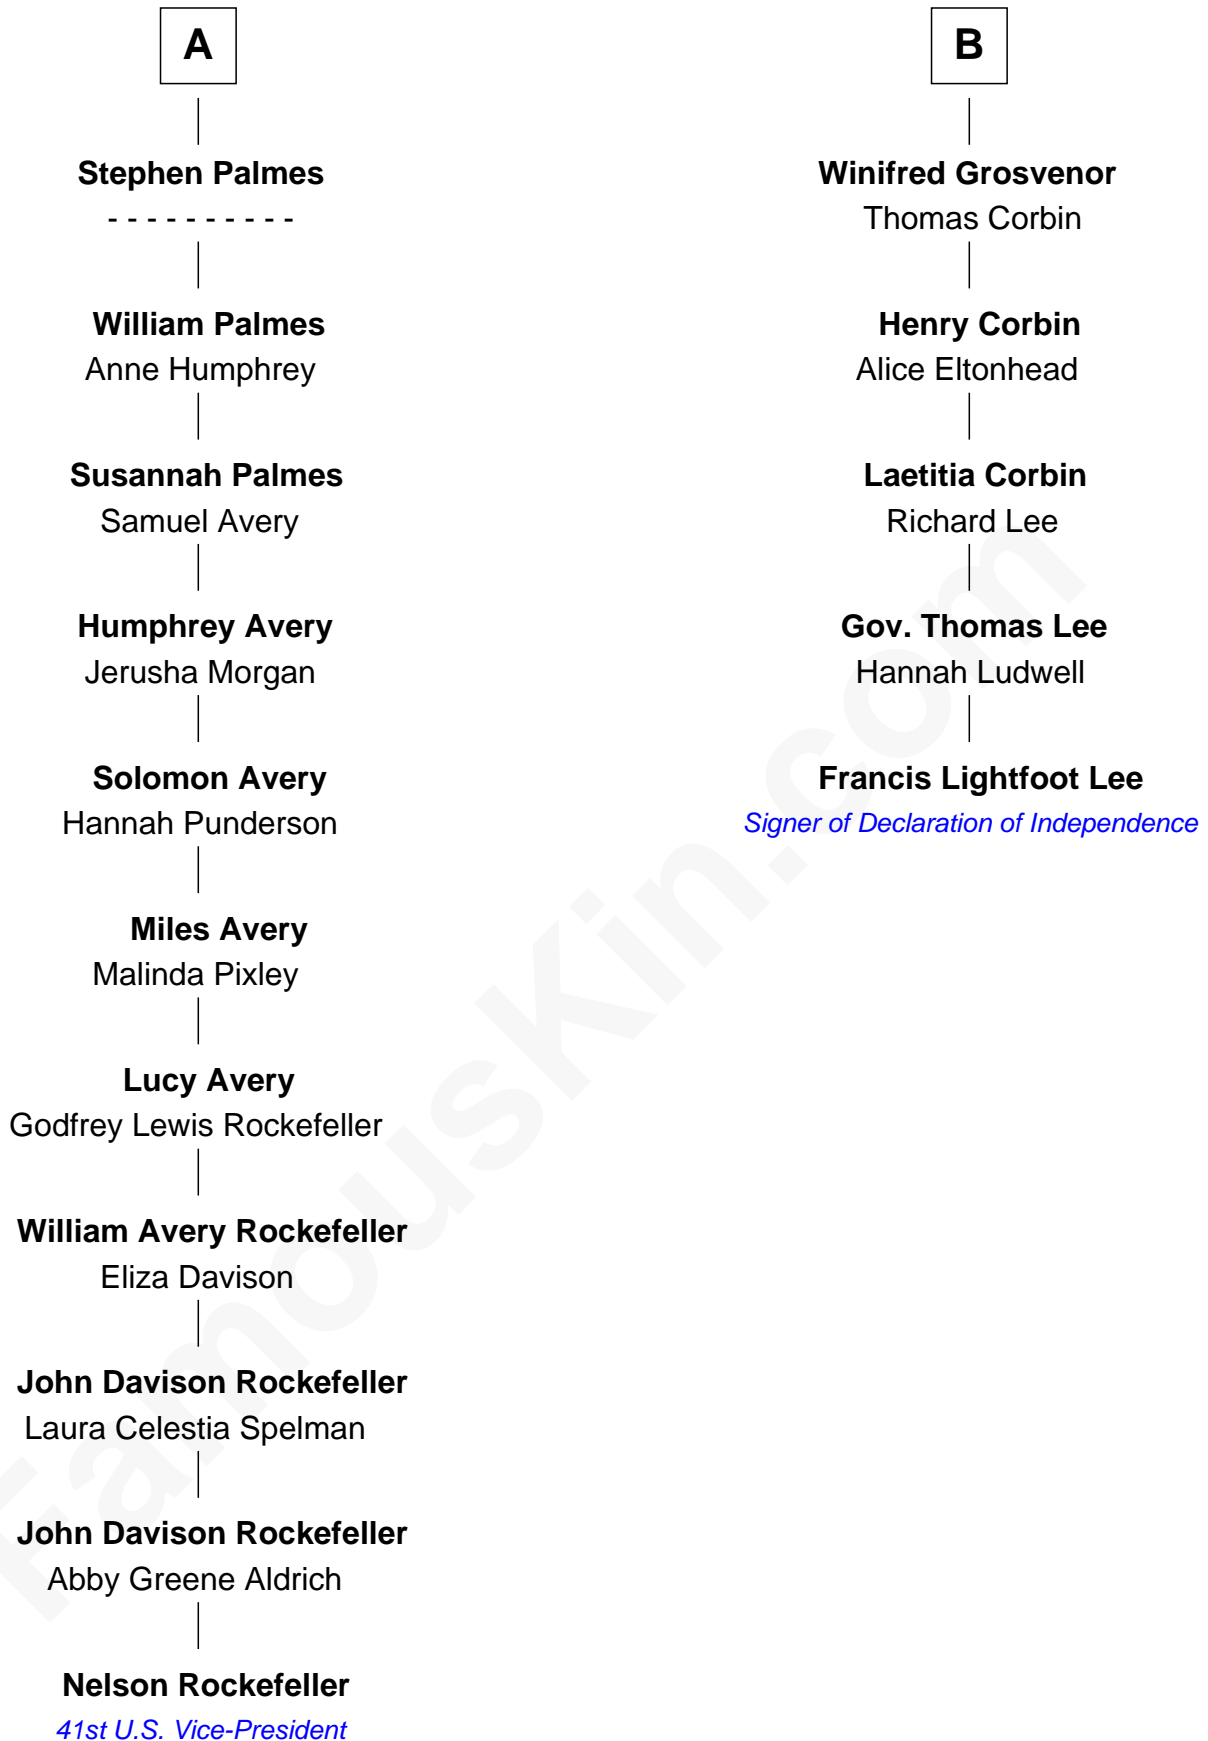 A
Stephen Palmes
- - - - - - - - - -
William Palmes
Anne Humphrey
Susannah Palmes
Samuel Avery
Humphrey Avery
Jerusha Morgan
Solomon Avery
Hannah Punderson
Miles Avery
Malinda Pixley
Lucy Avery
Godfrey Lewis Rockefeller
William Avery Rockefeller
Eliza Davison
John Davison Rockefeller
Laura Celestia Spelman
John Davison Rockefeller
Abby Greene Aldrich
Nelson Rockefeller
41st U.S. Vice-President
B
Winifred Grosvenor
Thomas Corbin
Henry Corbin
Alice Eltonhead
Laetitia Corbin
Richard Lee
Gov. Thomas Lee
Hannah Ludwell
Francis Lightfoot Lee
Signer of Declaration of Independence
FamousKin.com